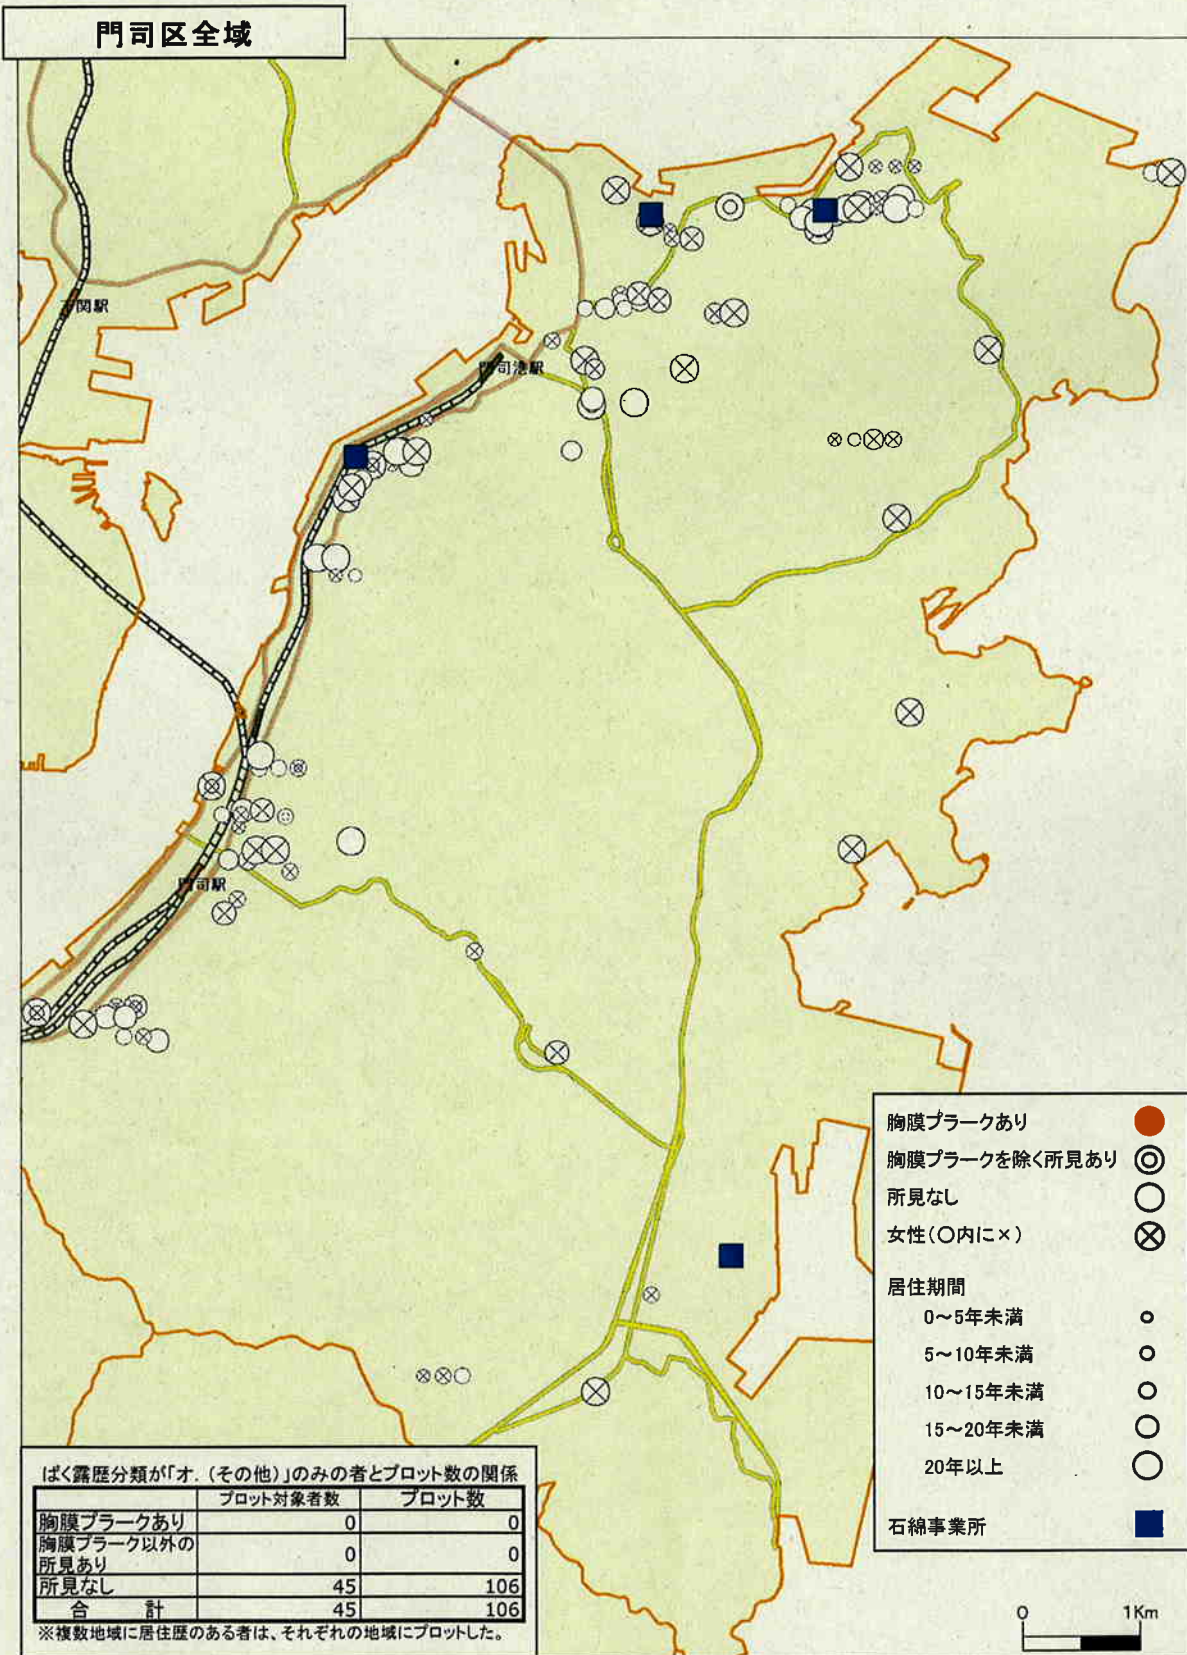 門司区全域
下関駅
門司港駅
門司駅
胸膜プラークあり
胸膜プラークを除く所見あり
所見なし
女性(○内に×)
居住期間
0～5年未満
5～10年未満
10～15年未満
15～20年未満
20年以上
石綿事業所
ばく露歴分類が「オ.(その他)」のみの者とプロット数の関係
プロット対象者数 プロット数
胸膜プラークあり 0 0
胸膜プラーク以外の
所見あり 0 0
所見なし 45 106
合 計 45 106
※複数地域に居住歴のある者は、それぞれの地域にプロットした。
0 1Km